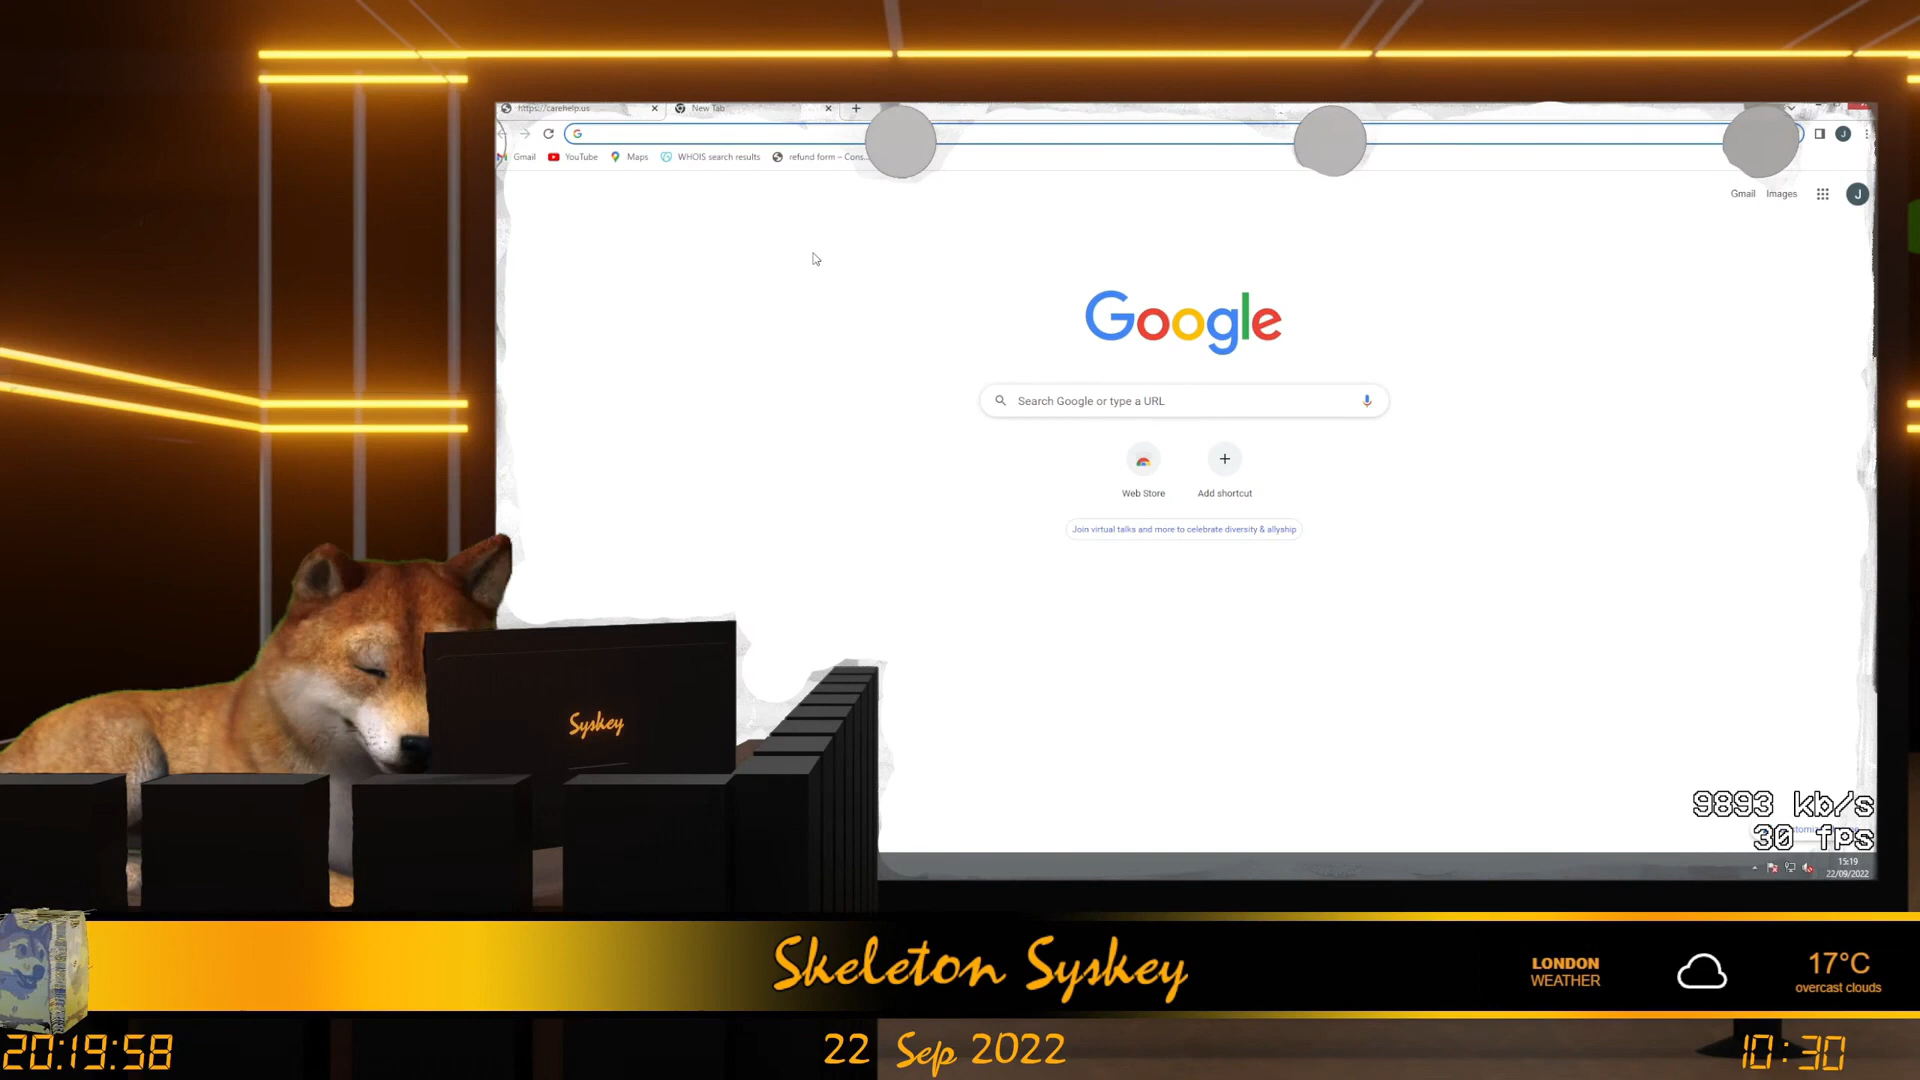 https://carehelp.us
New Tab
Gmail
YouTube
Maps
WHOIS search results
refund form – Cons...
Gmail
Images
J
J
Google
Search Google or type a URL
Web Store
Add shortcut
Join virtual talks and more to celebrate diversity & allyship
Syskey
9893 kb/s
30 fps
15:19
22/09/2022
Skeleton Syskey
LONDON
WEATHER
17°C
overcast clouds
20:19:58
22 Sep 2022
10:30